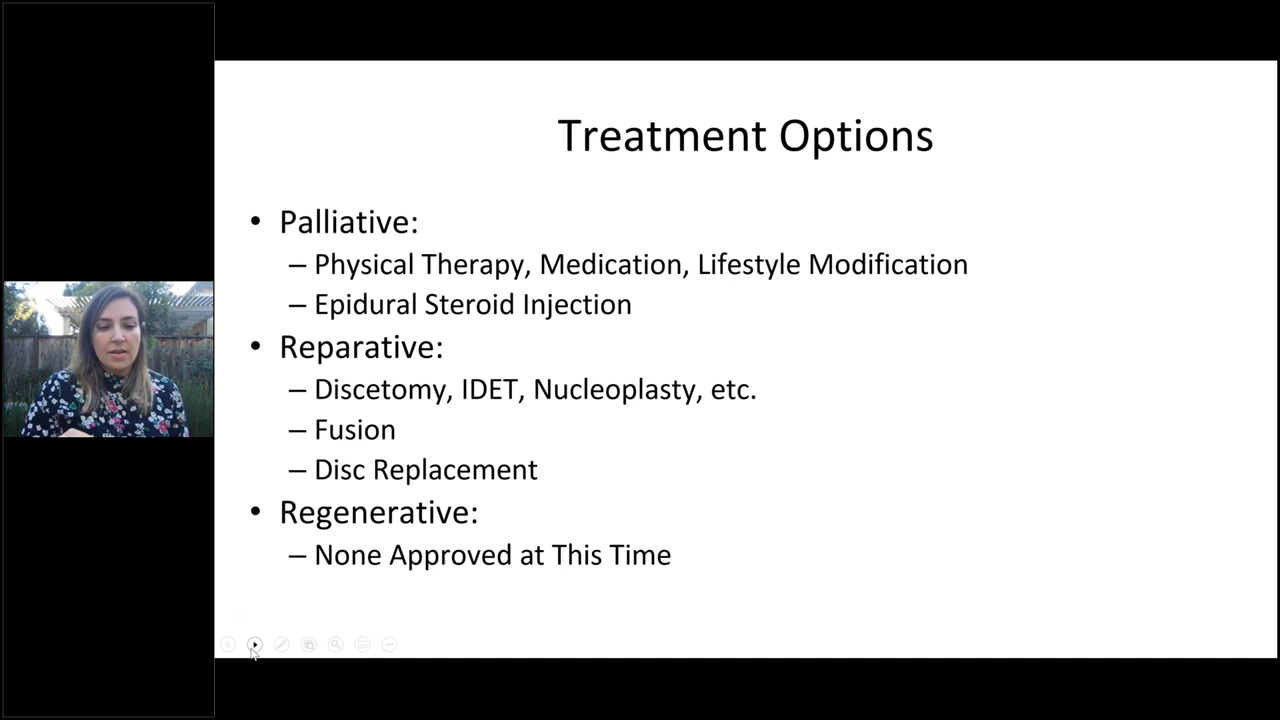 Treatment Options
• Palliative:
– Physical Therapy, Medication, Lifestyle Modification
– Epidural Steroid Injection
• Reparative:
– Discetomy, IDET, Nucleoplasty, etc.
– Fusion
– Disc Replacement
• Regenerative:
– None Approved at This Time